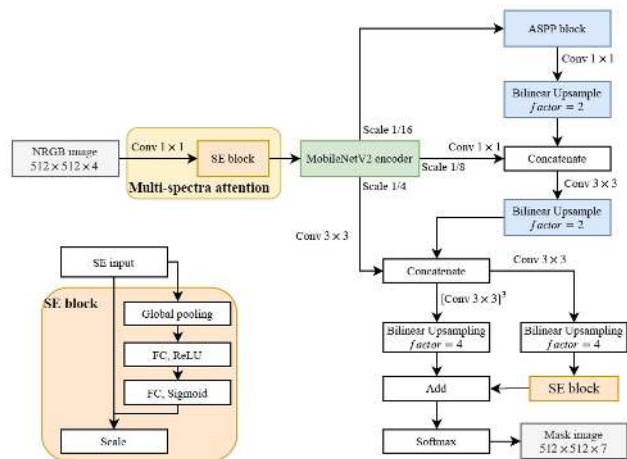 ASPP block
Conv 1 × 1
Bilinear Upsample
factor = 2
Scale 1/16
NRGB image
512 × 512 × 4
Conv 1 × 1
SE block
Multi-spectra attention
MobileNetV2 encoder
Scale 1/8
Conv 1 × 1
Concatenate
Scale 1/4
Conv 3 × 3
Bilinear Upsample
factor = 2
Conv 3 × 3
Concatenate
Conv 3 × 3
[Conv 3 × 3]³
Bilinear Upsampling
factor = 4
Bilinear Upsampling
factor = 4
Add
SE block
Softmax
Mask image
512 × 512 × 7
SE input
SE block
Global pooling
FC, ReLU
FC, Sigmoid
Scale